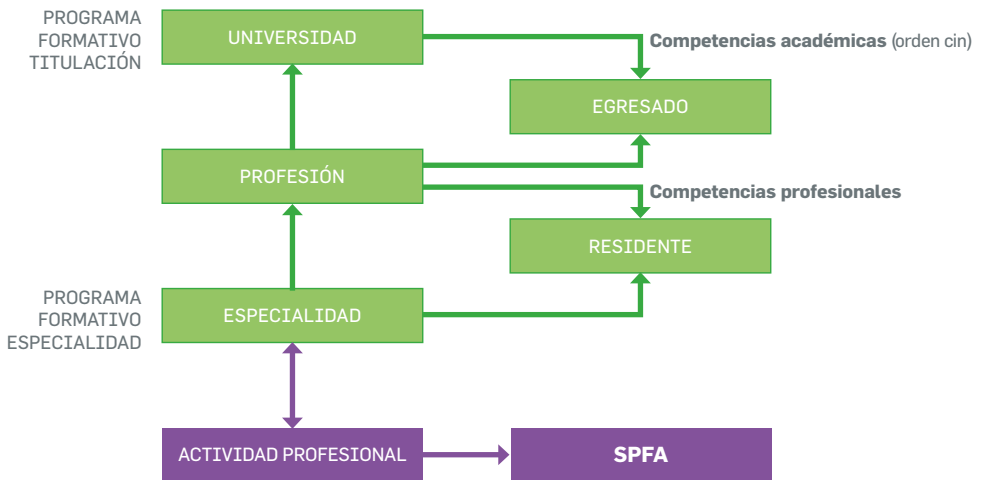 PROGRAMA
FORMATIVO
TITULACIÓN
UNIVERSIDAD
Competencias académicas (orden cin)
EGRESADO
PROFESIÓN
Competencias profesionales
RESIDENTE
PROGRAMA
FORMATIVO
ESPECIALIDAD
ESPECIALIDAD
ACTIVIDAD PROFESIONAL
SPFA